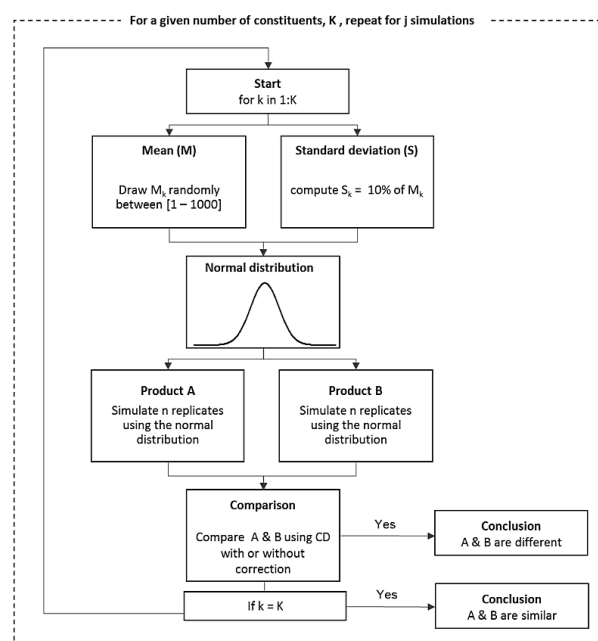 For a given number of constituents, K , repeat for j simulations
Start
for k in 1:K
Mean (M)
Draw Mk randomly
between [1 – 1000]
Standard deviation (S)
compute Sk = 10% of Mk
Normal distribution
Product A
Simulate n replicates
using the normal
distribution
Product B
Simulate n replicates
using the normal
distribution
Comparison
Compare A & B using CD
with or without
correction
Yes
Conclusion
A & B are different
If k = K
Yes
Conclusion
A & B are similar